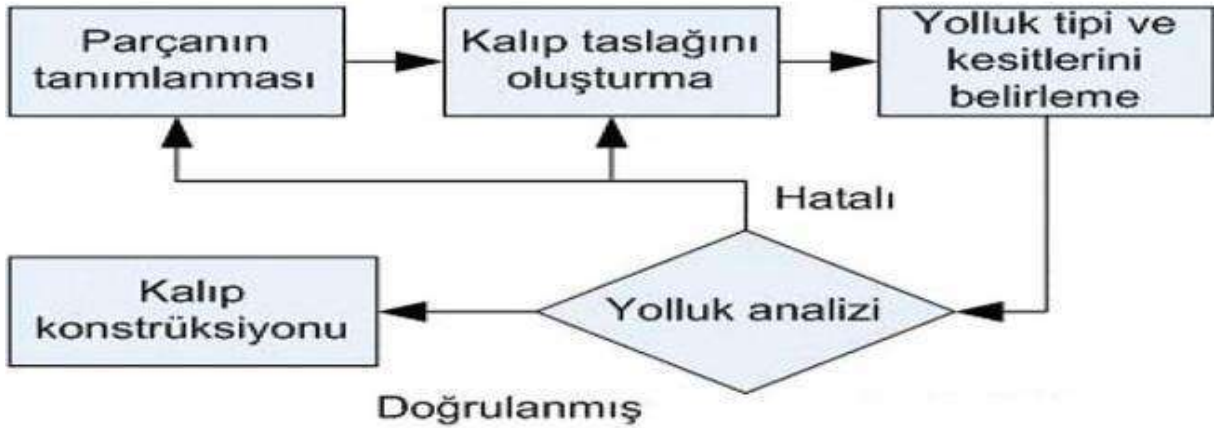 Parçanın
tanımlanması
Kalıp taslağını
oluşturma
Yolluk tipi ve
kesitlerini
belirleme
Hatalı
Yolluk analizi
Kalıp
konstrüksiyonu
Doğrulanmış